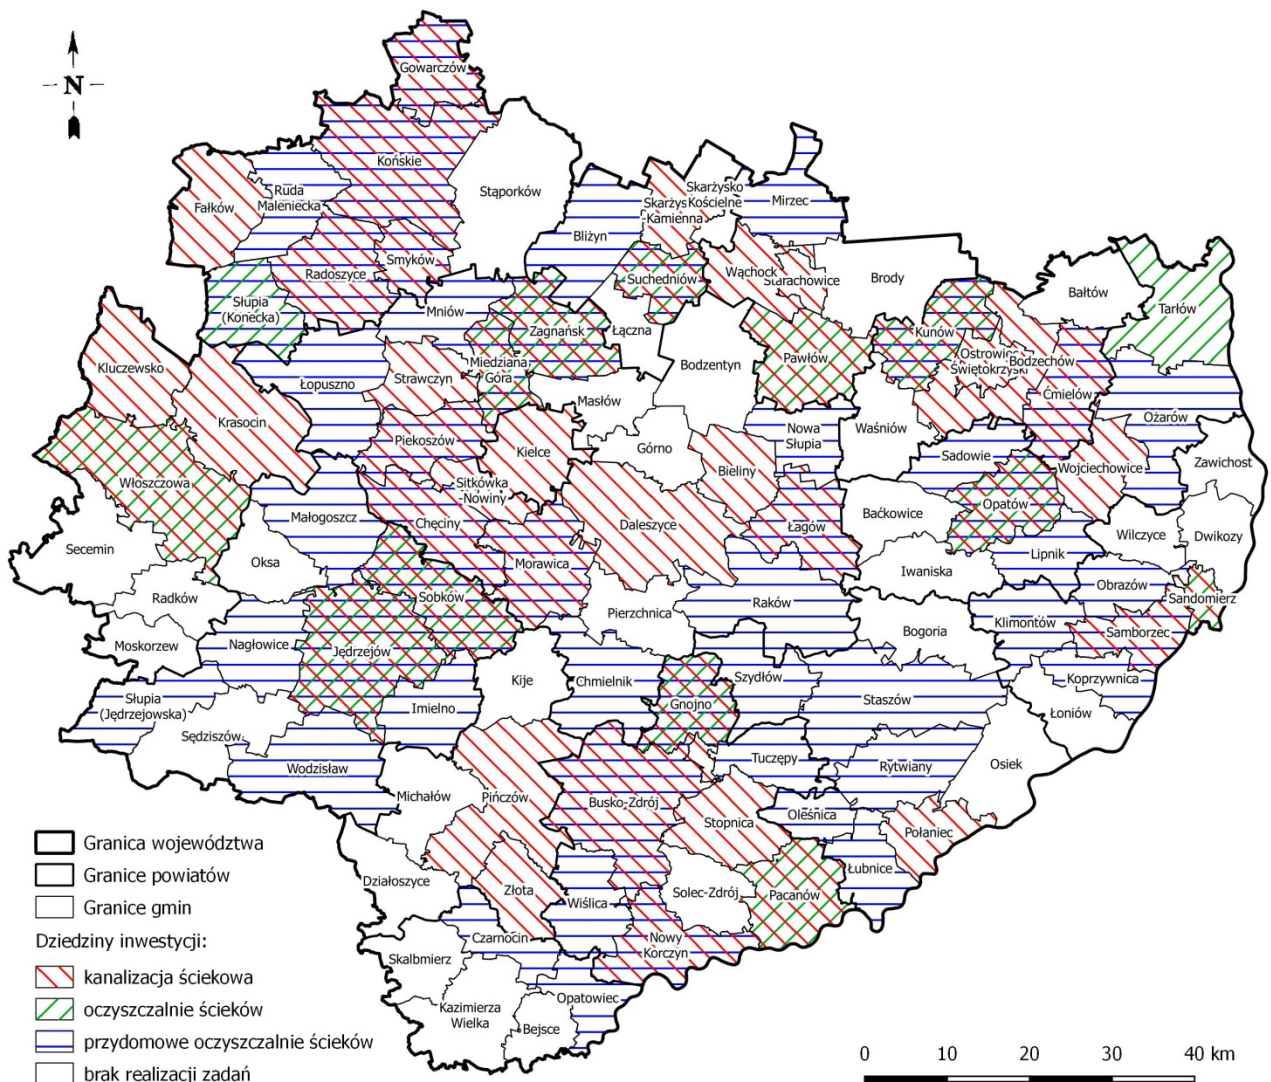 Gowarczów
N
Końskie
Stąporków
Ruda
Maleniecka
Fałków
Skarżysko
Kościelne
Skarżys
Kamienna
Mirzec
Bliżyn
Smyków
Radoszyce
Suchedniów
Wąchock
Starachowice
Brody
Bałtów
Tarłów
Słupia
(Konecka)
Mniów
Zagnańsk
Łączna
Kunów
Kluczewsko
Łopuszno
Strawczyn
Miedziana
Góra
Bodzentyn
Pawłów
Ostrowiec
Świętokrzyski
Bodzechów
Ćmielów
Masłów
Ożarów
Krasocin
Piekoszów
Kielce
Górno
Nowa
Słupia
Waśniów
Sadowie
Wojciechowice
Zawichost
Włoszczowa
Sitkówka
-Nowiny
Bieliny
Opatów
Małogoszcz
Chęciny
Daleszyce
Łagów
Baćkowice
Wilczyce
Dwikozy
Secemin
Oksa
Morawica
Iwaniska
Lipnik
Obrazów
Radków
Sobków
Pierzchnica
Raków
Sandomierz
Moskorzew
Nagłowice
Jędrzejów
Bogoria
Klimontów
Samborzec
Słupia
(Jędrzejowska)
Imielno
Kije
Chmielnik
Gnojno
Szydłów
Staszów
Koprzywnica
Łoniów
Sędziszów
Wodzisław
Tuczępy
Rytwiany
Osiek
Michałów
Pińczów
Busko-Zdrój
Stopnica
Oleśnica
Połaniec
Granica województwa
Granice powiatów
Granice gmin
Działoszyce
Złota
Wiślica
Solec-Zdrój
Pacanów
Łubnice
Dziedziny inwestycji:
Czarnocin
Nowy
Korczyn
kanalizacja ściekowa
Skalbmierz
oczyszczalnie ścieków
Kazimierza
Wielka
Opatowiec
Bejsce
przydomowe oczyszczalnie ścieków
brak realizacji zadań
0 10 20 30 40 km